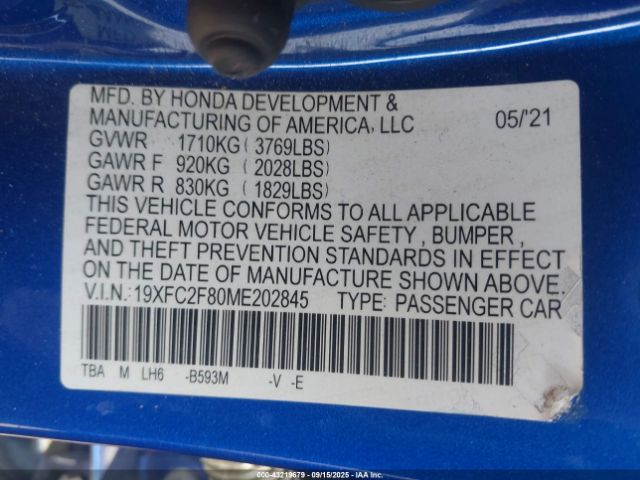 MFD. BY HONDA DEVELOPMENT &
MANUFACTURING OF AMERICA, LLC 05/'21
GVWR 1710KG ( 3769LBS)
GAWR F 920KG ( 2028LBS)
GAWR R 830KG ( 1829LBS)
THIS VEHICLE CONFORMS TO ALL APPLICABLE
FEDERAL MOTOR VEHICLE SAFETY , BUMPER ,
AND THEFT PREVENTION STANDARDS IN EFFECT
ON THE DATE OF MANUFACTURE SHOWN ABOVE.
V.I.N.:19XFC2F80ME202845 TYPE: PASSENGER CAR
TBA M LH6 -B593M -V -E
000-43219679 - 09/15/2025 - IAAI Copart